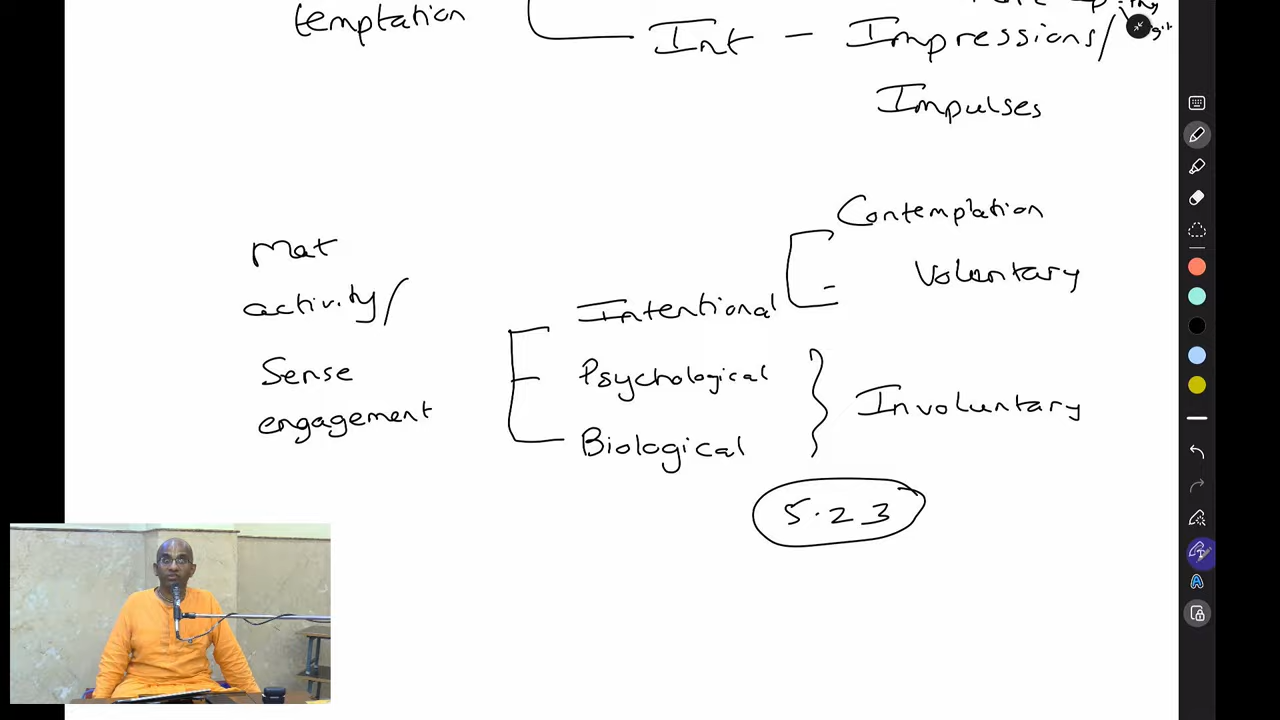 temptation
Int - Impressions/
Impulses
Contemplation
Mat
Voluntary
activity/
Intentional
Sense
Psychological
engagement
Involuntary
Biological
5.23